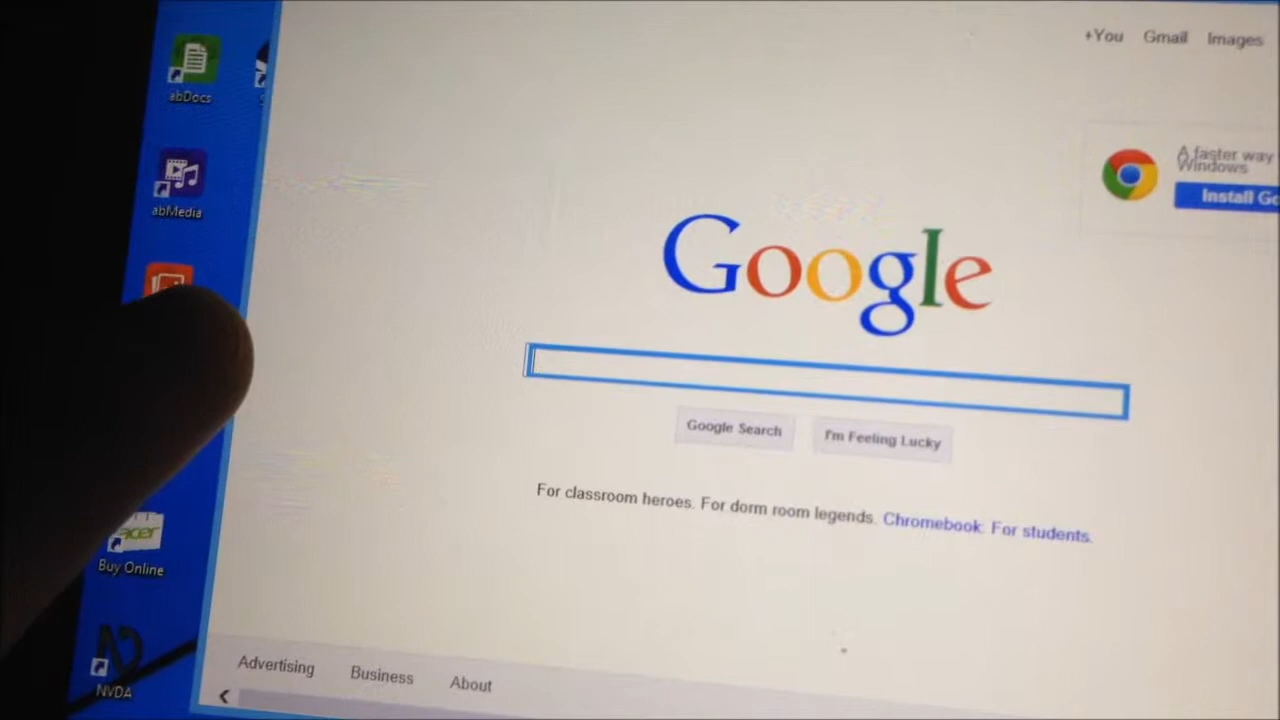 abDocs
abMedia
acer
Buy Online
NVDA
+You Gmail Images
A faster way
Windows
Install Go
Google
Google Search
I'm Feeling Lucky
For classroom heroes. For dorm room legends. Chromebook: For students.
Advertising Business About